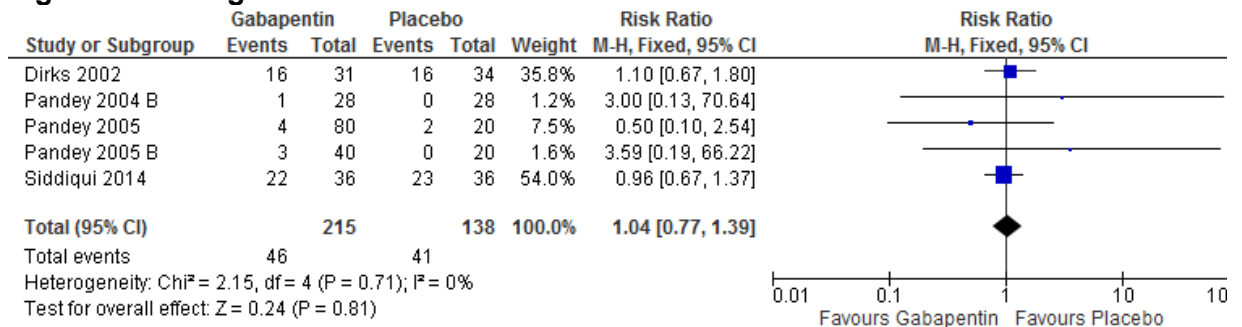 Gabapentin Placebo Risk Ratio Risk Ratio
Study or Subgroup Events Total Events Total Weight M-H, Fixed, 95% CI M-H, Fixed, 95% CI
Dirks 2002 16 31 16 34 35.8% 1.10 [0.67, 1.80]
Pandey 2004 B 1 28 0 28 1.2% 3.00 [0.13, 70.64]
Pandey 2005 4 80 2 20 7.5% 0.50 [0.10, 2.54]
Pandey 2005 B 3 40 0 20 1.6% 3.59 [0.19, 66.22]
Siddiqui 2014 22 36 23 36 54.0% 0.96 [0.67, 1.37]
Total (95% CI) 215 138 100.0% 1.04 [0.77, 1.39]
Total events 46 41
Heterogeneity: Chi² = 2.15, df = 4 (P = 0.71); I² = 0%
Test for overall effect: Z = 0.24 (P = 0.81)
0.01 0.1 1 10 10
Favours Gabapentin Favours Placebo